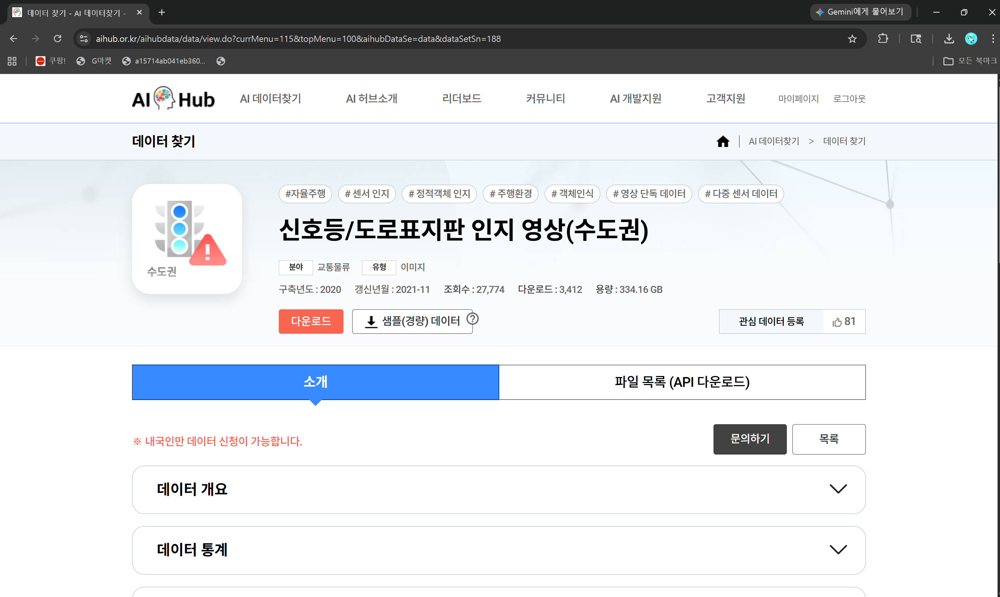 데이터 찾기 - AI 데이터찾기 -
Gemini에게 물어보기
aihub.or.kr/aihubdata/data/view.do?currMenu=115&topMenu=100&aihubDataSe=data&dataSetSn=188
쿠팡!
G마켓
a15714ab041eb360...
모든 북마크
AI Hub
AI 데이터찾기
AI 허브소개
리더보드
커뮤니티
AI 개발지원
고객지원
마이페이지
로그아웃
데이터 찾기
AI 데이터찾기 > 데이터 찾기
#자율주행
# 센서 인지
# 정적객체 인지
# 주행환경
# 객체인식
# 영상 단독 데이터
# 다중 센서 데이터
수도권
신호등/도로표지판 인지 영상(수도권)
분야 교통물류 유형 이미지
구축년도 : 2020 갱신년월 : 2021-11 조회수 : 27,774 다운로드 : 3,412 용량 : 334.16 GB
다운로드
샘플(경량) 데이터 ?
관심 데이터 등록 81
소개
파일 목록 (API 다운로드)
※ 내국인만 데이터 신청이 가능합니다.
문의하기
목록
데이터 개요
데이터 통계